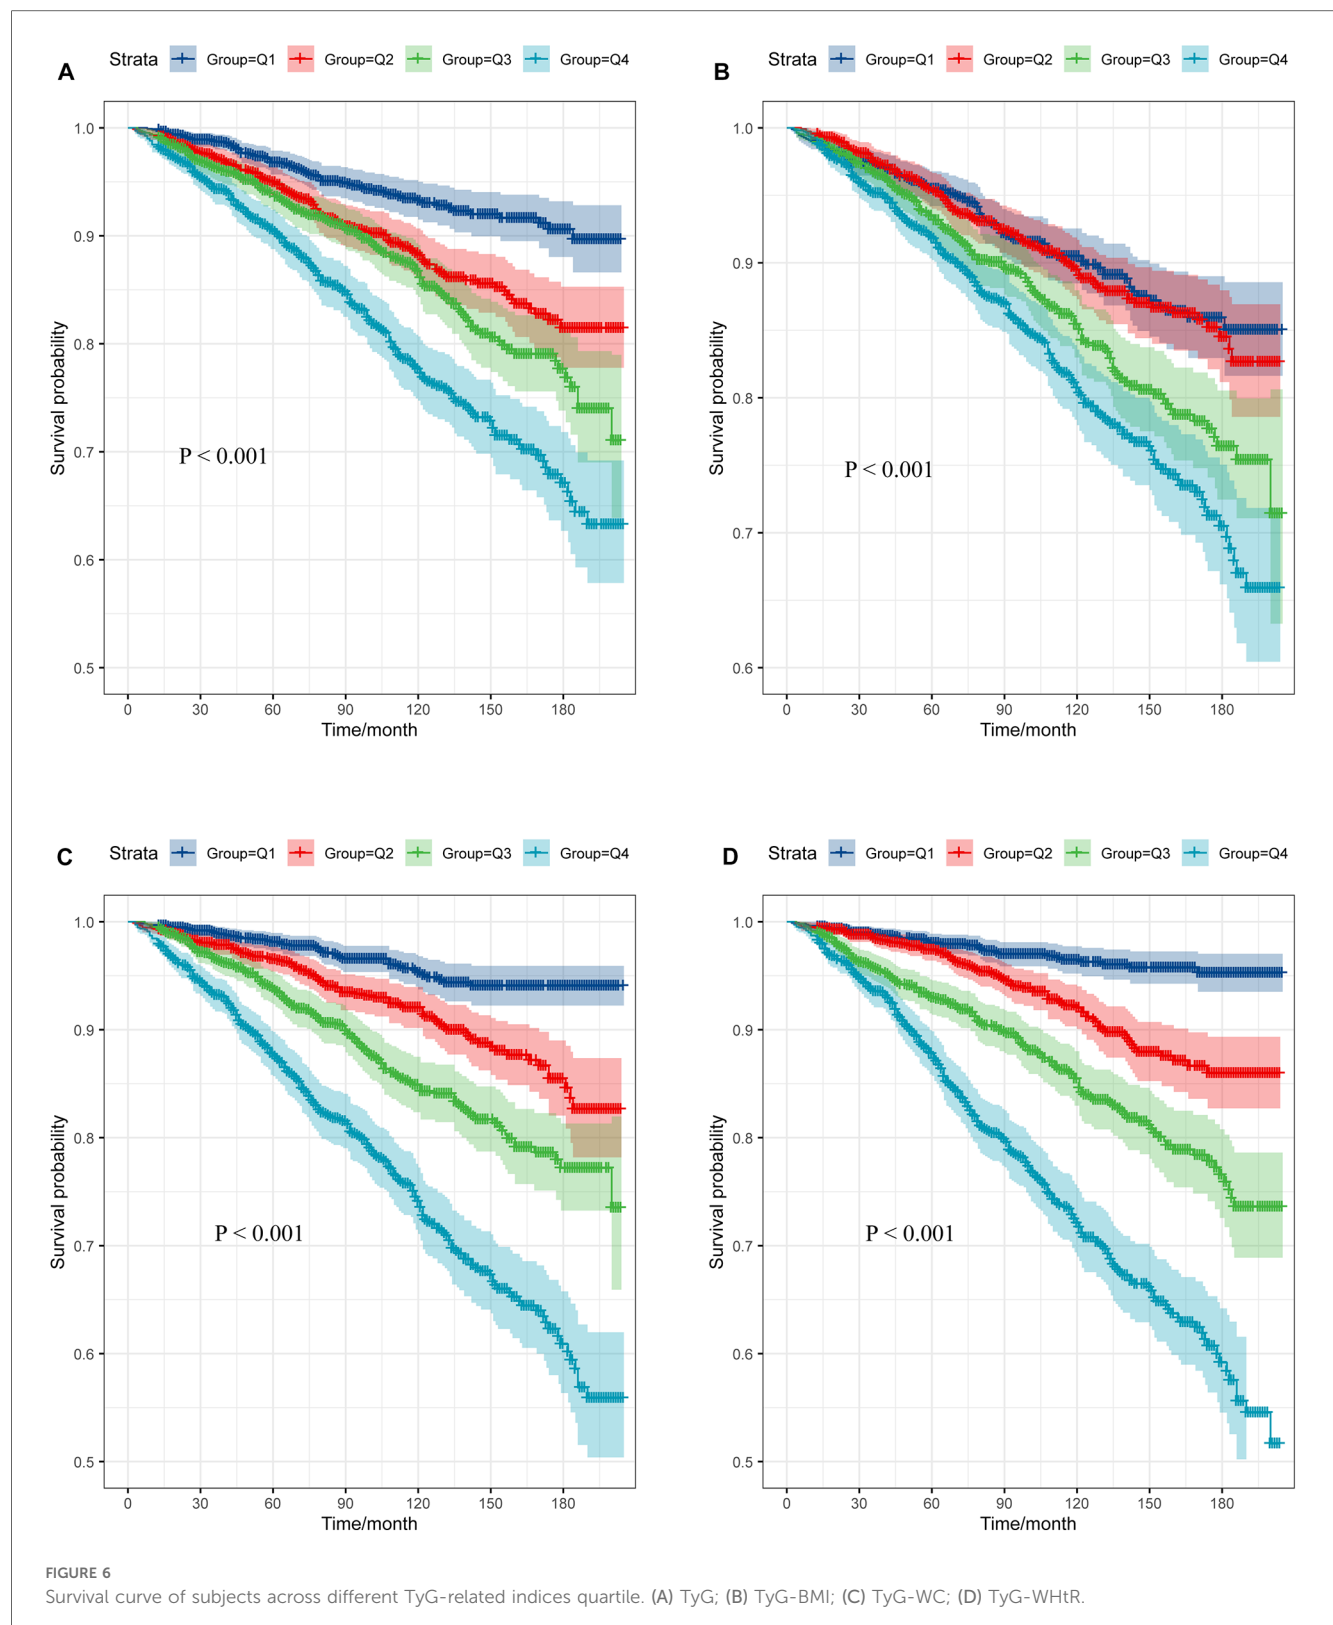 A
Strata Group=Q1 Group=Q2 Group=Q3 Group=Q4
1.0
0.9
0.8
0.7
0.6
0.5
Survival probability
P < 0.001
0 30 60 90 120 150 180
Time/month
B
Strata Group=Q1 Group=Q2 Group=Q3 Group=Q4
1.0
0.9
0.8
0.7
0.6
Survival probability
P < 0.001
0 30 60 90 120 150 180
Time/month
C
Strata Group=Q1 Group=Q2 Group=Q3 Group=Q4
1.0
0.9
0.8
0.7
0.6
0.5
Survival probability
P < 0.001
0 30 60 90 120 150 180
Time/month
D
Strata Group=Q1 Group=Q2 Group=Q3 Group=Q4
1.0
0.9
0.8
0.7
0.6
0.5
Survival probability
P < 0.001
0 30 60 90 120 150 180
Time/month
FIGURE 6
Survival curve of subjects across different TyG-related indices quartile. (A) TyG; (B) TyG-BMI; (C) TyG-WC; (D) TyG-WHtR.